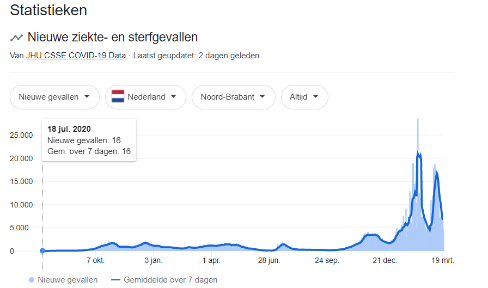 Statistieken
Nieuwe ziekte- en sterfgevallen
Van JHU CSSE COVID-19 Data · Laatst geüpdatet: 2 dagen geleden
Nieuwe gevallen Nederland Noord-Brabant Altijd
18 jul. 2020
Nieuwe gevallen: 16
Gem. over 7 dagen: 16
25.000
20.000
15.000
10.000
5.000
0
7 okt. 3 jan. 1 apr. 28 jun. 24 sep. 21 dec. 19 mrt.
Nieuwe gevallen Gemiddelde over 7 dagen